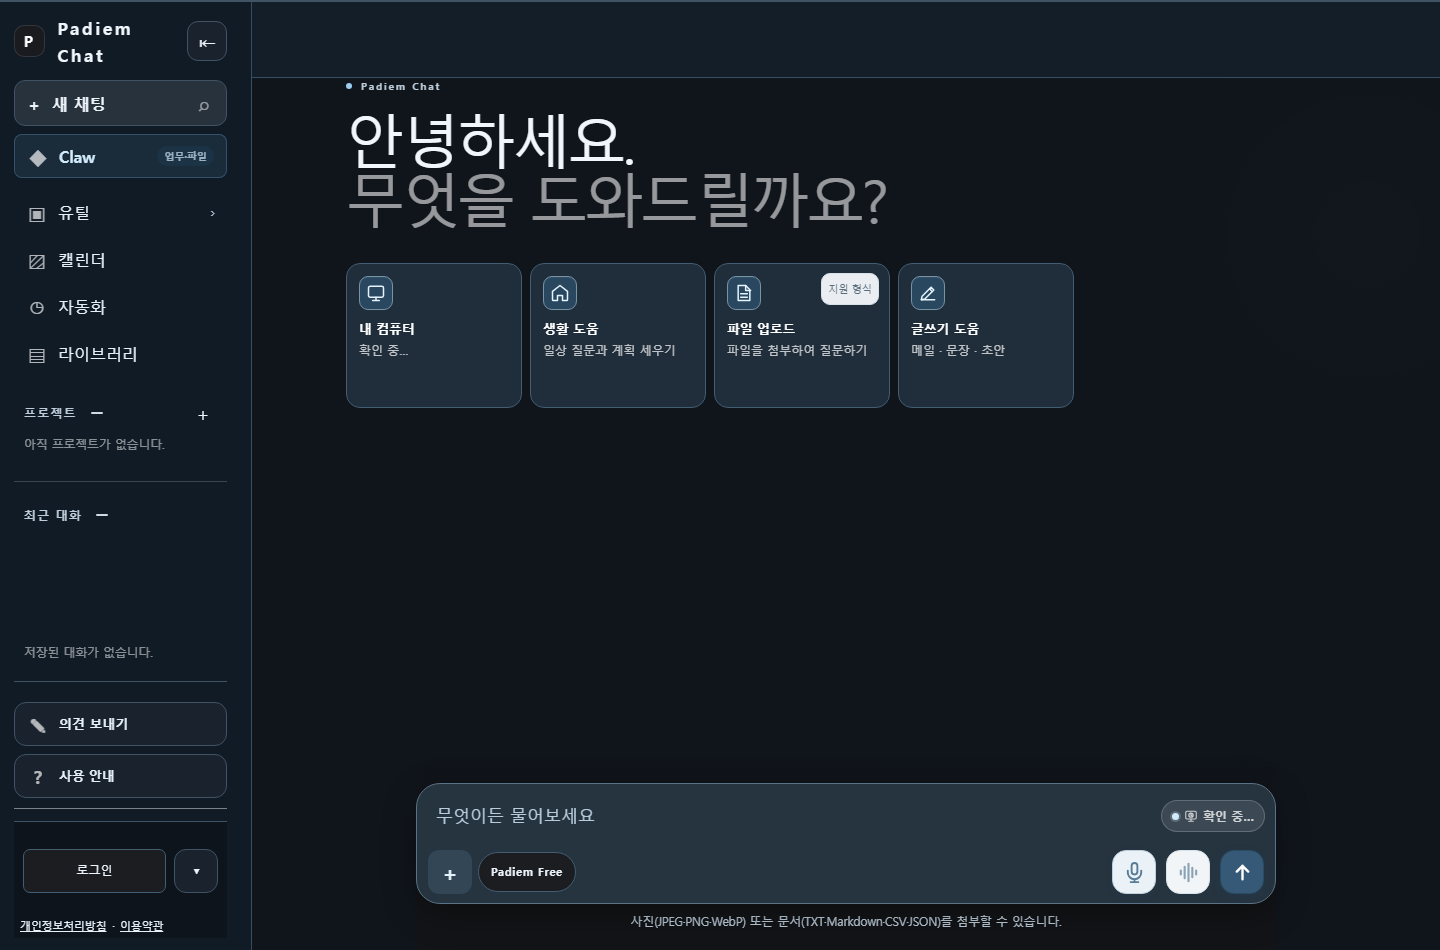 P
Padiem
Chat
새 채팅
Claw
업무·파일
유틸
캘린더
자동화
라이브러리
프로젝트
아직 프로젝트가 없습니다.
최근 대화
저장된 대화가 없습니다.
의견 보내기
? 사용 안내
로그인
개인정보처리방침 · 이용약관
Padiem Chat
안녕하세요.
무엇을 도와드릴까요?
내 컴퓨터
확인 중...
생활 도움
일상 질문과 계획 세우기
지원 형식
파일 업로드
파일을 첨부하여 질문하기
글쓰기 도움
메일 · 문장 · 초안
무엇이든 물어보세요
확인 중...
+
Padiem Free
사진(JPEG·PNG·WebP) 또는 문서(TXT·Markdown·CSV·JSON)를 첨부할 수 있습니다.